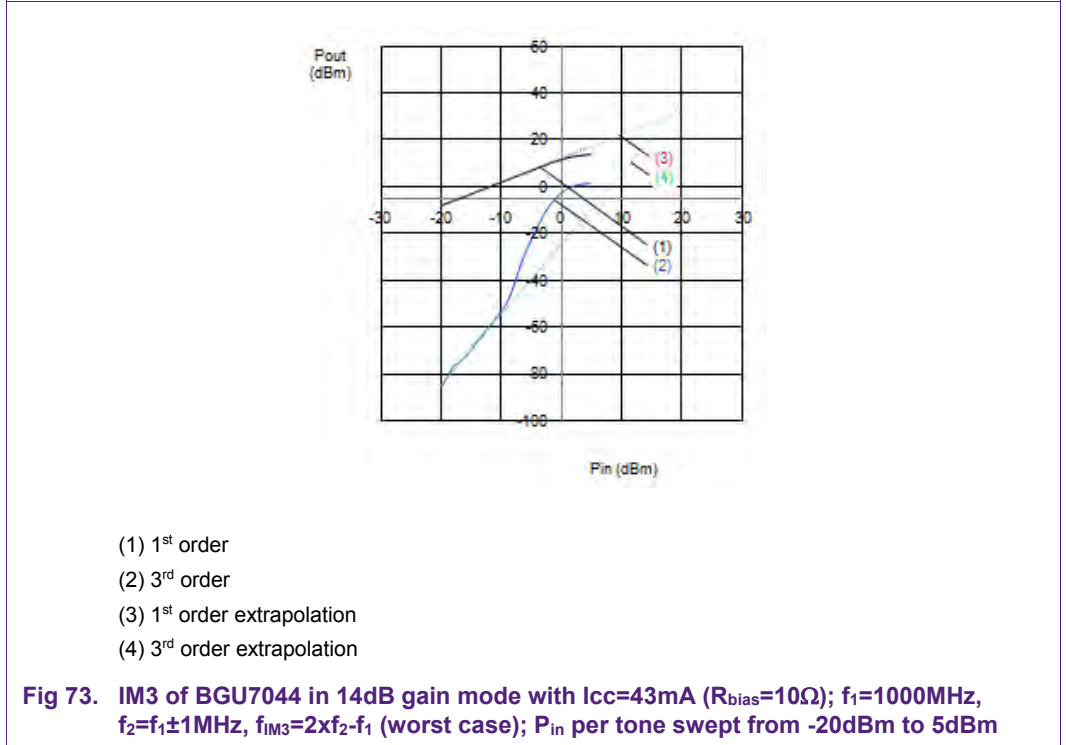 Pout
(dBm)
60
40
20
0
-30 -20 -10 0 10 20 30
-20
-40
-60
-80
-100
(3)
(4)
(1)
(2)
Pin (dBm)
(1) 1st order
(2) 3rd order
(3) 1st order extrapolation
(4) 3rd order extrapolation
Fig 73. IM3 of BGU7044 in 14dB gain mode with Icc=43mA (Rbias=10Ω); f1=1000MHz,
f2=f1±1MHz, fIM3=2xf2-f1 (worst case); Pin per tone swept from -20dBm to 5dBm